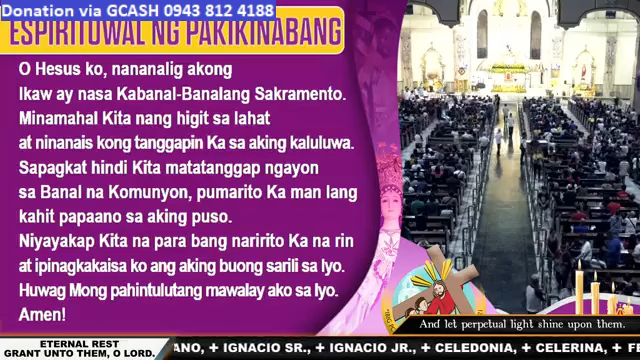 Donation via GCASH 0943 812 4188
ESPIRITUWAL NG PAKIKINABANG
O Hesus ko, nananalig akong
Ikaw ay nasa Kabanal-Banalang Sakramento.
Minamahal Kita nang higit sa lahat
at ninanais kong tanggapin Ka sa aking kaluluwa.
Sapagkat hindi Kita matatanggap ngayon
sa Banal na Komunyon, pumarito Ka man lang
kahit papaano sa aking puso.
Niyayakap Kita na para bang naririto Ka na rin
at ipinagkakaisa ko ang aking buong sarili sa Iyo.
Huwag Mong pahintulutang mawalay ako sa Iyo.
Amen!
And let perpetual light shine upon them.
ETERNAL REST
GRANT UNTO THEM, O LORD.
ANO, + IGNACIO SR., + IGNACIO JR., + CELEDONIA, + CELERINA, + F